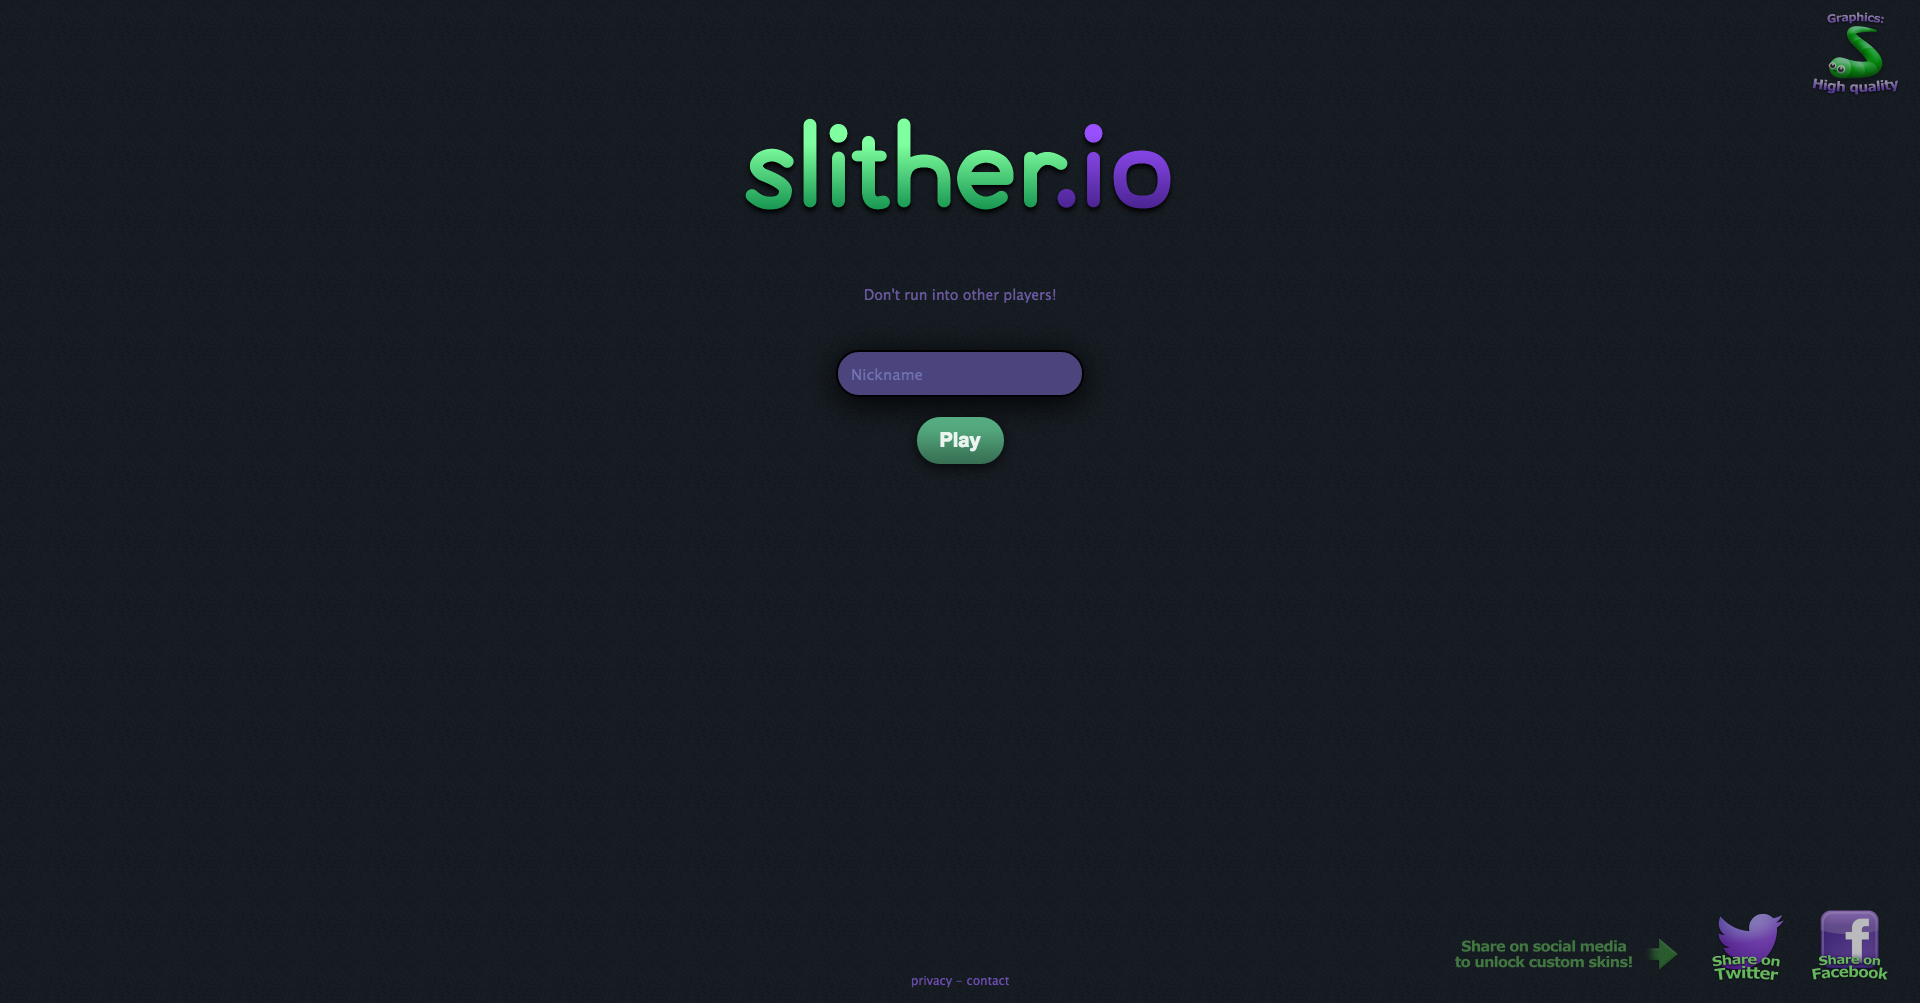 Graphics:
High quality
slither.io
Don't run into other players!
Nickname
Play
Share on social media
to unlock custom skins!
Share on
Twitter
Share on
Facebook
privacy - contact